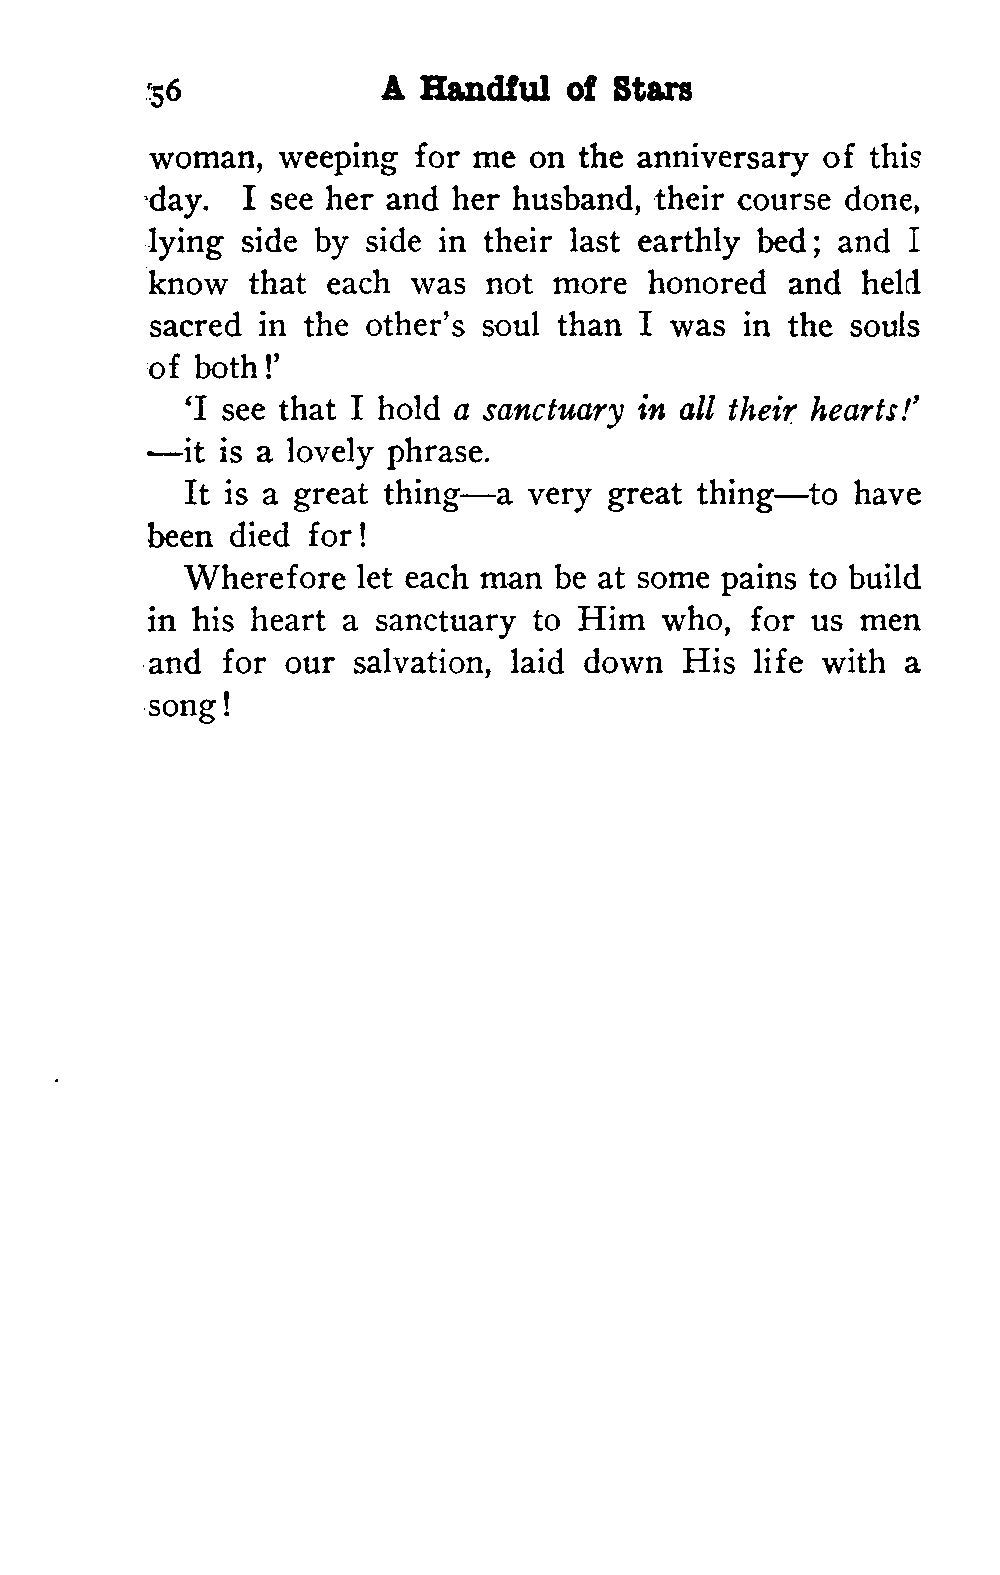 56 A Handful of Stars
woman, weeping for me on the anniversary of this
day. I see her and her husband, their course done,
lying side by side in their last earthly bed; and I
know that each was not more honored and held
sacred in the other's soul than I was in the souls
of both!'
'I see that I hold a sanctuary in all their hearts!'
—it is a lovely phrase.
It is a great thing—a very great thing—to have
been died for!
Wherefore let each man be at some pains to build
in his heart a sanctuary to Him who, for us men
and for our salvation, laid down His life with a
song!